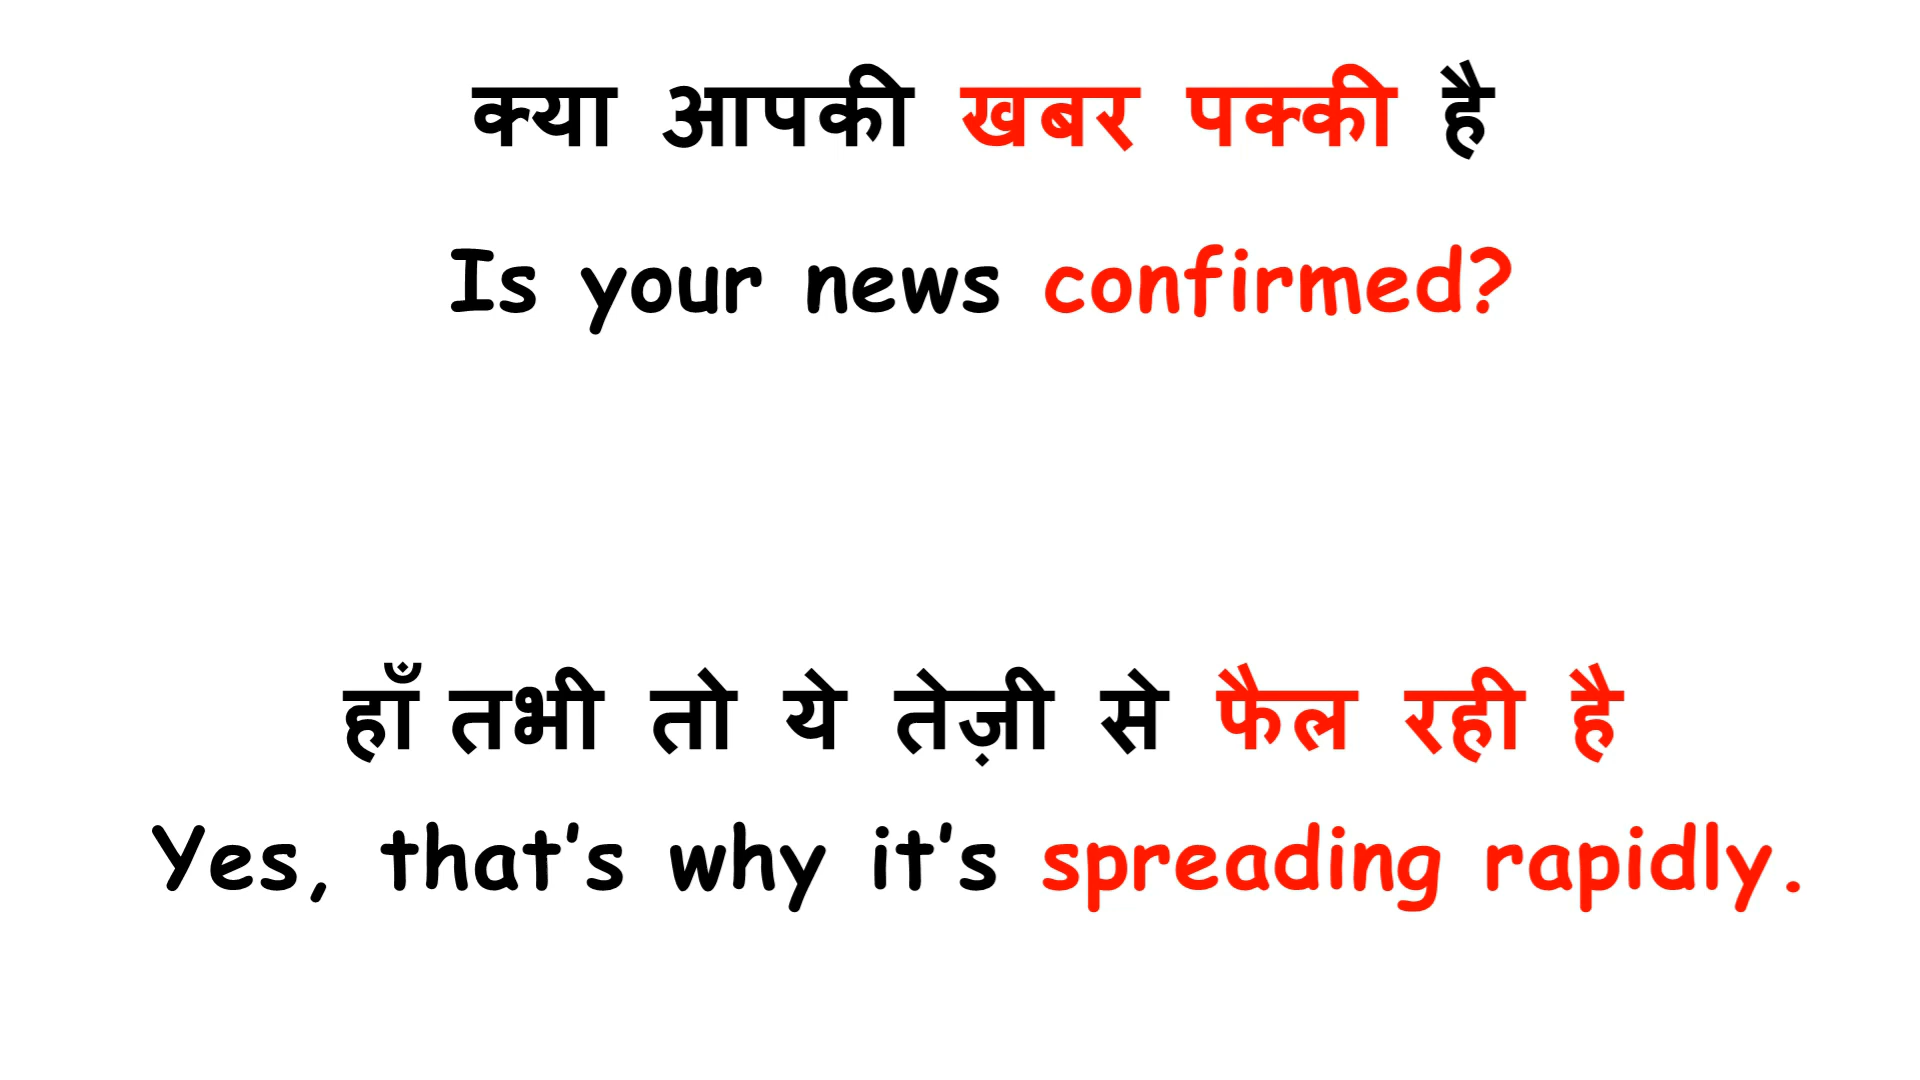 क्या आपकी खबर पक्की है
Is your news confirmed?
हाँ तभी तो ये तेज़ी से फैल रही है
Yes, that’s why it’s spreading rapidly.